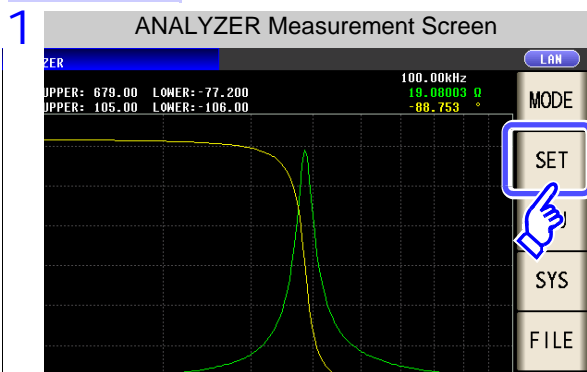 1
ANALYZER Measurement Screen
ZER
LAN
100.00kHz
UPPER: 679.00 LOWER:-77.200 19.08003 Ω
UPPER: 105.00 LOWER:-106.00 -88.753 °
MODE
SET
SYS
FILE